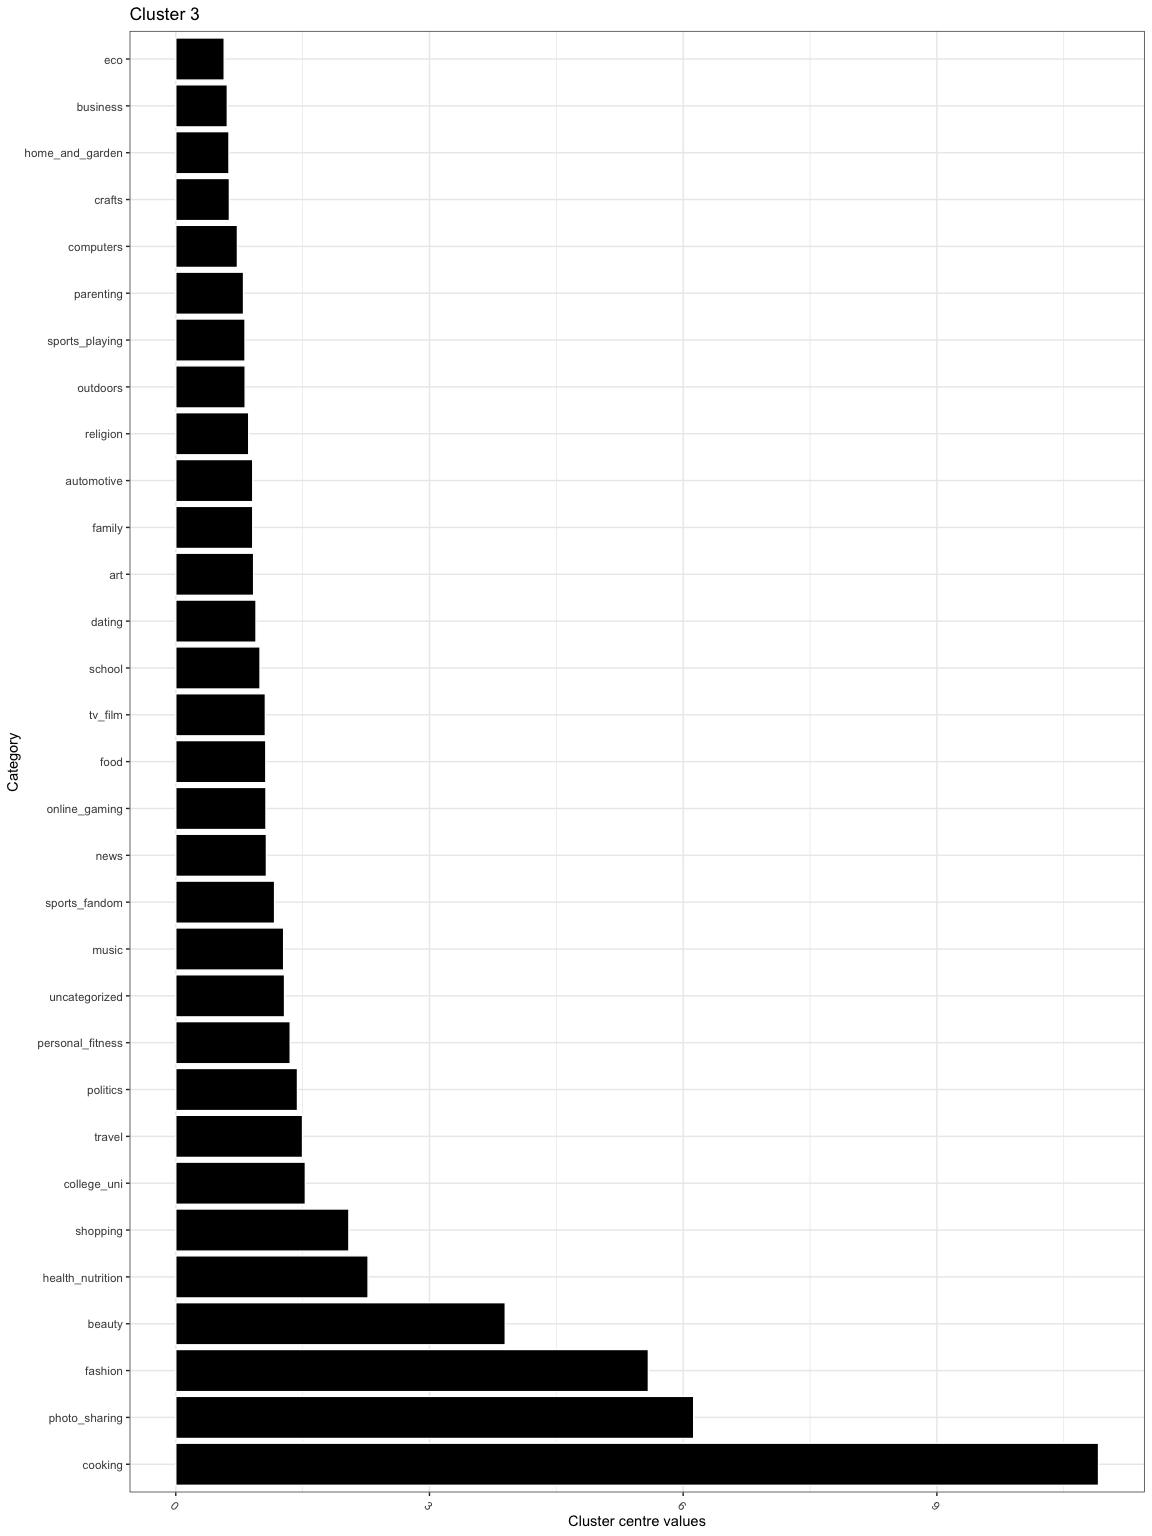 Cluster 3
eco
business
home_and_garden
crafts
computers
parenting
sports_playing
outdoors
religion
automotive
family
art
dating
school
tv_film
food
online_gaming
news
sports_fandom
music
uncategorized
personal_fitness
politics
travel
college_uni
shopping
health_nutrition
beauty
fashion
photo_sharing
cooking
Category
0 3 6 9
Cluster centre values